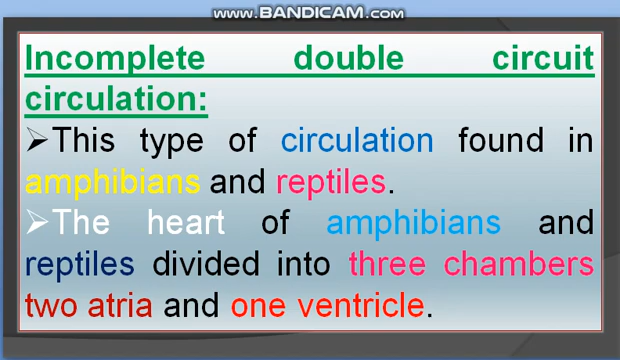 www.BANDICAM.com
Incomplete double circuit
circulation:
➢This type of circulation found in
amphibians and reptiles.
➢The heart of amphibians and
reptiles divided into three chambers
two atria and one ventricle.